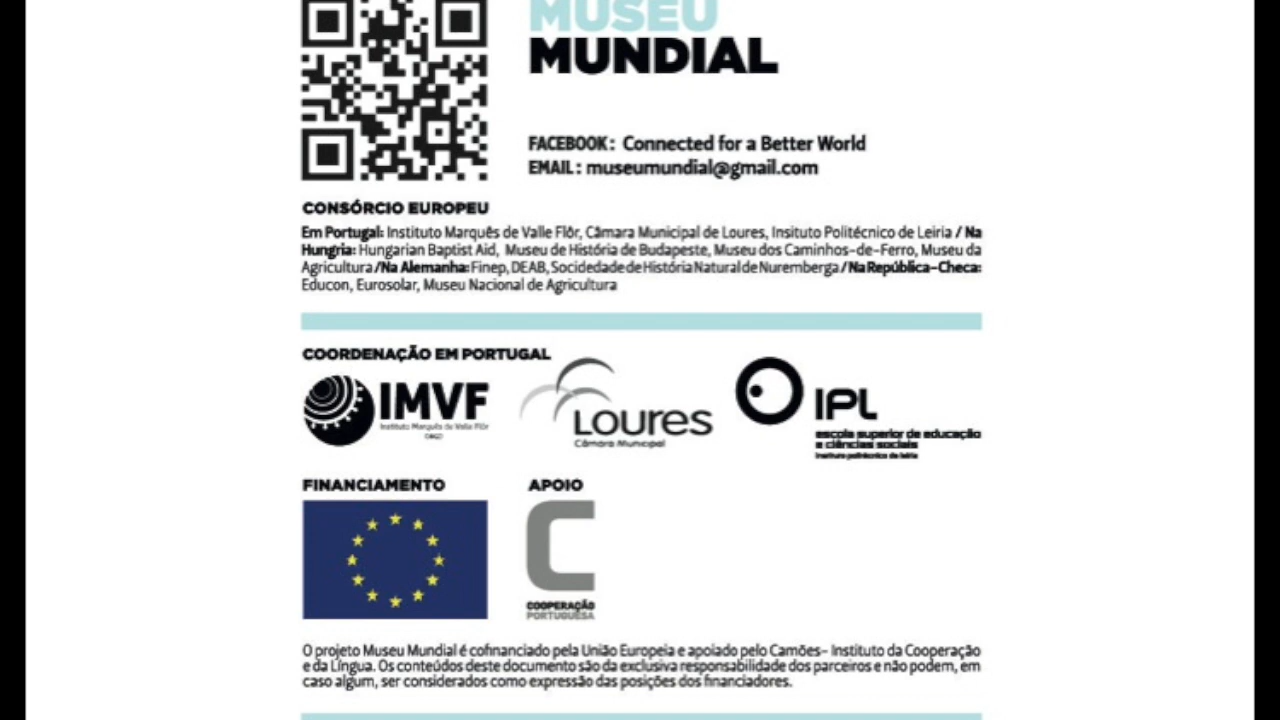 MUSEU
MUNDIAL
FACEBOOK: Connected for a Better World
EMAIL: museumundial@gmail.com
CONSÓRCIO EUROPEU
Em Portugal: Instituto Marquês de Valle Flôr, Câmara Municipal de Loures, Insituto Politécnico de Leiria / Na
Hungria: Hungarian Baptist Aid, Museu de História de Budapeste, Museu dos Caminhos-de-Ferro, Museu da
Agricultura /Na Alemanha: Finep, DEAB, Sociedade de História Natural de Nuremberga / Na República-Checa:
Educon, Eurosolar, Museu Nacional de Agricultura
COORDENAÇÃO EM PORTUGAL
IMVF
Instituto Marquês de Valle Flôr
LOURES
Câmara Municipal
IPL
escola superior de educação
e ciências sociais
instituto politécnico de leiria
FINANCIAMENTO
APOIO
COOPERAÇÃO
PORTUGUESA
O projeto Museu Mundial é cofinanciado pela União Europeia e apoiado pelo Camões- Instituto da Cooperação
e da Língua. Os conteúdos deste documento são da exclusiva responsabilidade dos parceiros e não podem, em
caso algum, ser considerados como expressão das posições dos financiadores.